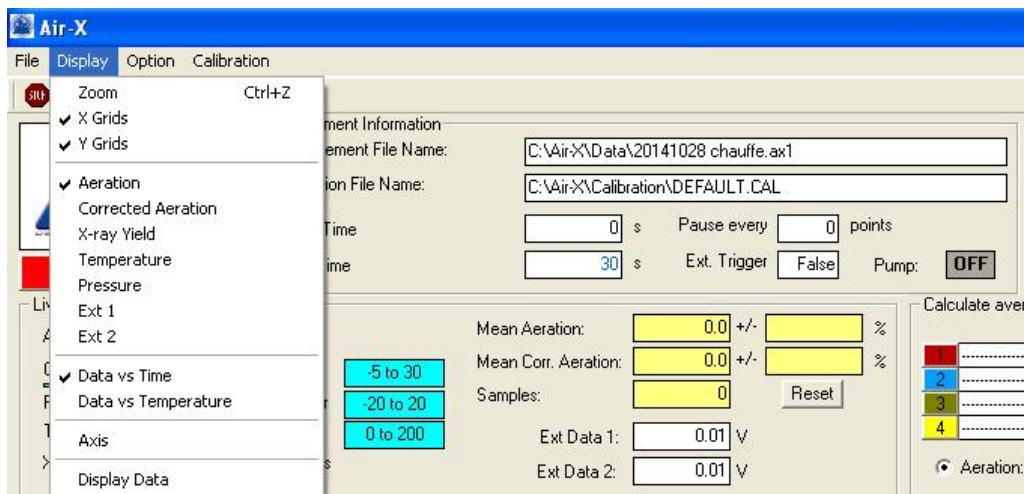 Air-X
File Display Option Calibration
STOP
Zoom Ctrl+Z
X Grids
Y Grids
Aeration
Corrected Aeration
X-ray Yield
Temperature
Pressure
Ext 1
Ext 2
Data vs Time
Data vs Temperature
Axis
Display Data
ment Information
ement File Name: C:\Air-X\Data\20141028 chauffe.ax1
ion File Name: C:\Air-X\Calibration\DEFAULT.CAL
Time 0 s Pause every 0 points
ime 30 s Ext. Trigger False Pump: OFF
Liv
-5 to 30
-20 to 20
0 to 200
Mean Aeration: 0.0 +/- %
Mean Corr. Aeration: 0.0 +/- %
Samples: 0 Reset
Ext Data 1: 0.01 V
Ext Data 2: 0.01 V
Calculate aver
1 ------------
2 ------------
3 ------------
4 ------------
Aeration: